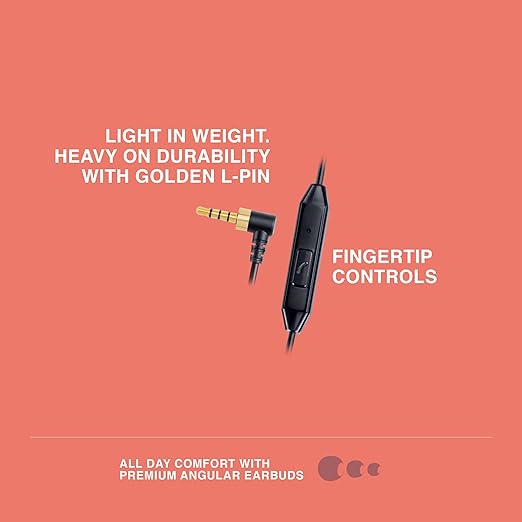 LIGHT IN WEIGHT.
HEAVY ON DURABILITY
WITH GOLDEN L-PIN
FINGERTIP
CONTROLS
ALL DAY COMFORT WITH
PREMIUM ANGULAR EARBUDS